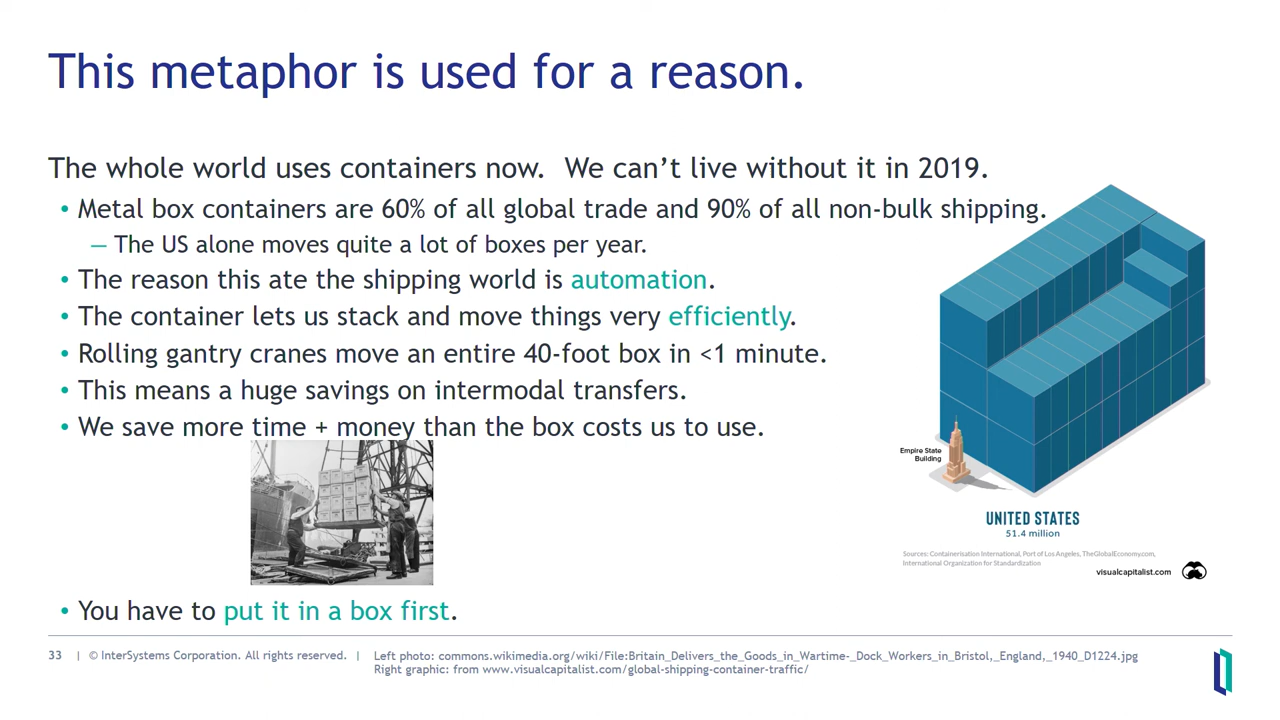 This metaphor is used for a reason.
The whole world uses containers now.  We can’t live without it in 2019.
• Metal box containers are 60% of all global trade and 90% of all non-bulk shipping.
— The US alone moves quite a lot of boxes per year.
• The reason this ate the shipping world is automation.
• The container lets us stack and move things very efficiently.
• Rolling gantry cranes move an entire 40-foot box in <1 minute.
• This means a huge savings on intermodal transfers.
• We save more time + money than the box costs us to use.
Empire State
Building
UNITED STATES
51.4 million
Sources: Containerisation International, Port of Los Angeles, TheGlobalEconomy.com,
International Organization for Standardization
visualcapitalist.com
• You have to put it in a box first.
33 | © InterSystems Corporation. All rights reserved. |
Left photo: commons.wikimedia.org/wiki/File:Britain_Delivers_the_Goods_in_Wartime-_Dock_Workers_in_Bristol,_England,_1940_D1224.jpg
Right graphic: from www.visualcapitalist.com/global-shipping-container-traffic/